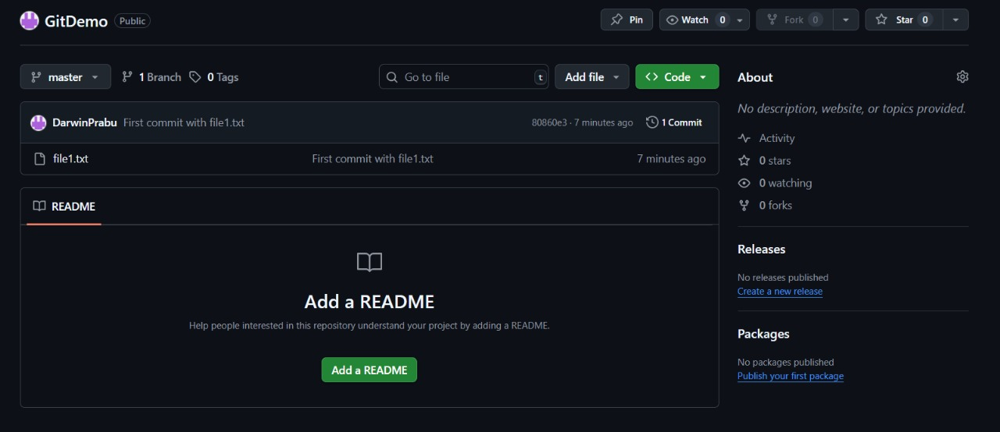 GitDemo Public
Pin
Watch 0
Fork 0
Star 0
master
1 Branch
0 Tags
Go to file t
Add file
Code
DarwinPrabu First commit with file1.txt 80860e3 · 7 minutes ago 1 Commit
file1.txt First commit with file1.txt 7 minutes ago
README
Add a README
Help people interested in this repository understand your project by adding a README.
Add a README
About
No description, website, or topics provided.
Activity
0 stars
0 watching
0 forks
Releases
No releases published
Create a new release
Packages
No packages published
Publish your first package